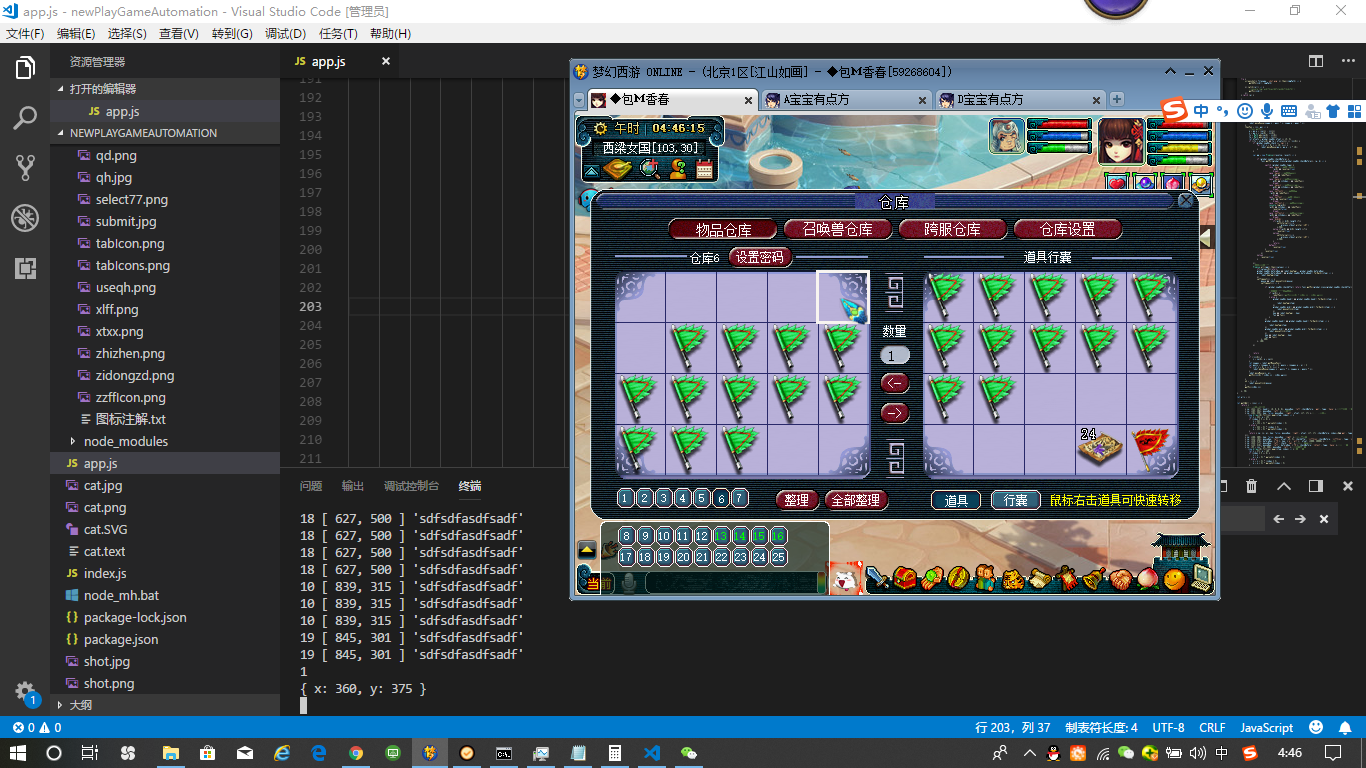 app.js - newPlayGameAutomation - Visual Studio Code [管理员]
文件(F) 编辑(E) 选择(S) 查看(V) 转到(G) 调试(D) 任务(T) 帮助(H)
资源管理器
打开的编辑器
JS app.js
NEWPLAYGAMEAUTOMATION
qd.png
qh.jpg
select77.png
submit.jpg
tabIcon.png
tabIcons.png
useqh.png
xlff.png
xtxx.png
zhizhen.png
zidongzd.png
zzffIcon.png
图标注解.txt
node_modules
JS app.js
cat.jpg
cat.png
cat.SVG
cat.text
JS index.js
node_mh.bat
{} package-lock.json
{} package.json
shot.jpg
shot.png
大纲
1
JS app.js ×
191
192
193
194
195
196
197
198
199
200
201
202
203
204
205
206
207
208
209
210
211
问题 输出 调试控制台 终端
18 [ 627, 500 ] 'sdfsdfasdfsadf'
18 [ 627, 500 ] 'sdfsdfasdfsadf'
18 [ 627, 500 ] 'sdfsdfasdfsadf'
18 [ 627, 500 ] 'sdfsdfasdfsadf'
10 [ 839, 315 ] 'sdfsdfasdfsadf'
10 [ 839, 315 ] 'sdfsdfasdfsadf'
10 [ 839, 315 ] 'sdfsdfasdfsadf'
19 [ 845, 301 ] 'sdfsdfasdfsadf'
19 [ 845, 301 ] 'sdfsdfasdfsadf'
1
{ x: 360, y: 375 }
梦幻西游 ONLINE - (北京1区[江山如画] - ◆包M香春[59268604])
◆包M香春 A宝宝有点方 D宝宝有点方
中
午时 04:46:15
西梁女国[103,30]
仓库
物品仓库 召唤兽仓库 跨服仓库 仓库设置
仓库6 设置密码 道具行囊
数量
1
<-
->
24
1 2 3 4 5 6 7 整理 全部整理 道具 行囊 鼠标右击道具可快速转移
8 9 10 11 12 13 14 15 16
17 18 19 20 21 22 23 24 25
当前
0 0 行 203，列 37 制表符长度: 4 UTF-8 CRLF JavaScript
中 4:46